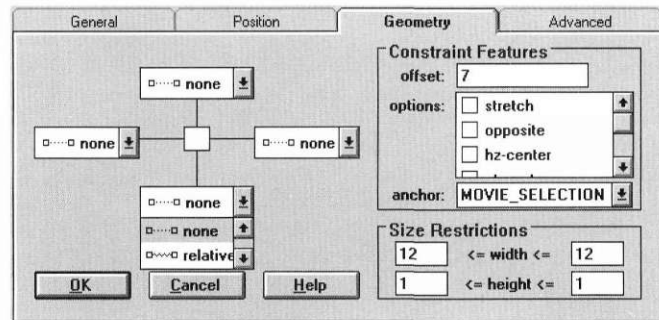 General Position Geometry Advanced
none
none none
none
none
relative
OK Cancel Help
Constraint Features
offset: 7
options: stretch
opposite
hz-center
anchor: MOVIE_SELECTION
Size Restrictions
12 <= width <= 12
1 <= height <= 1